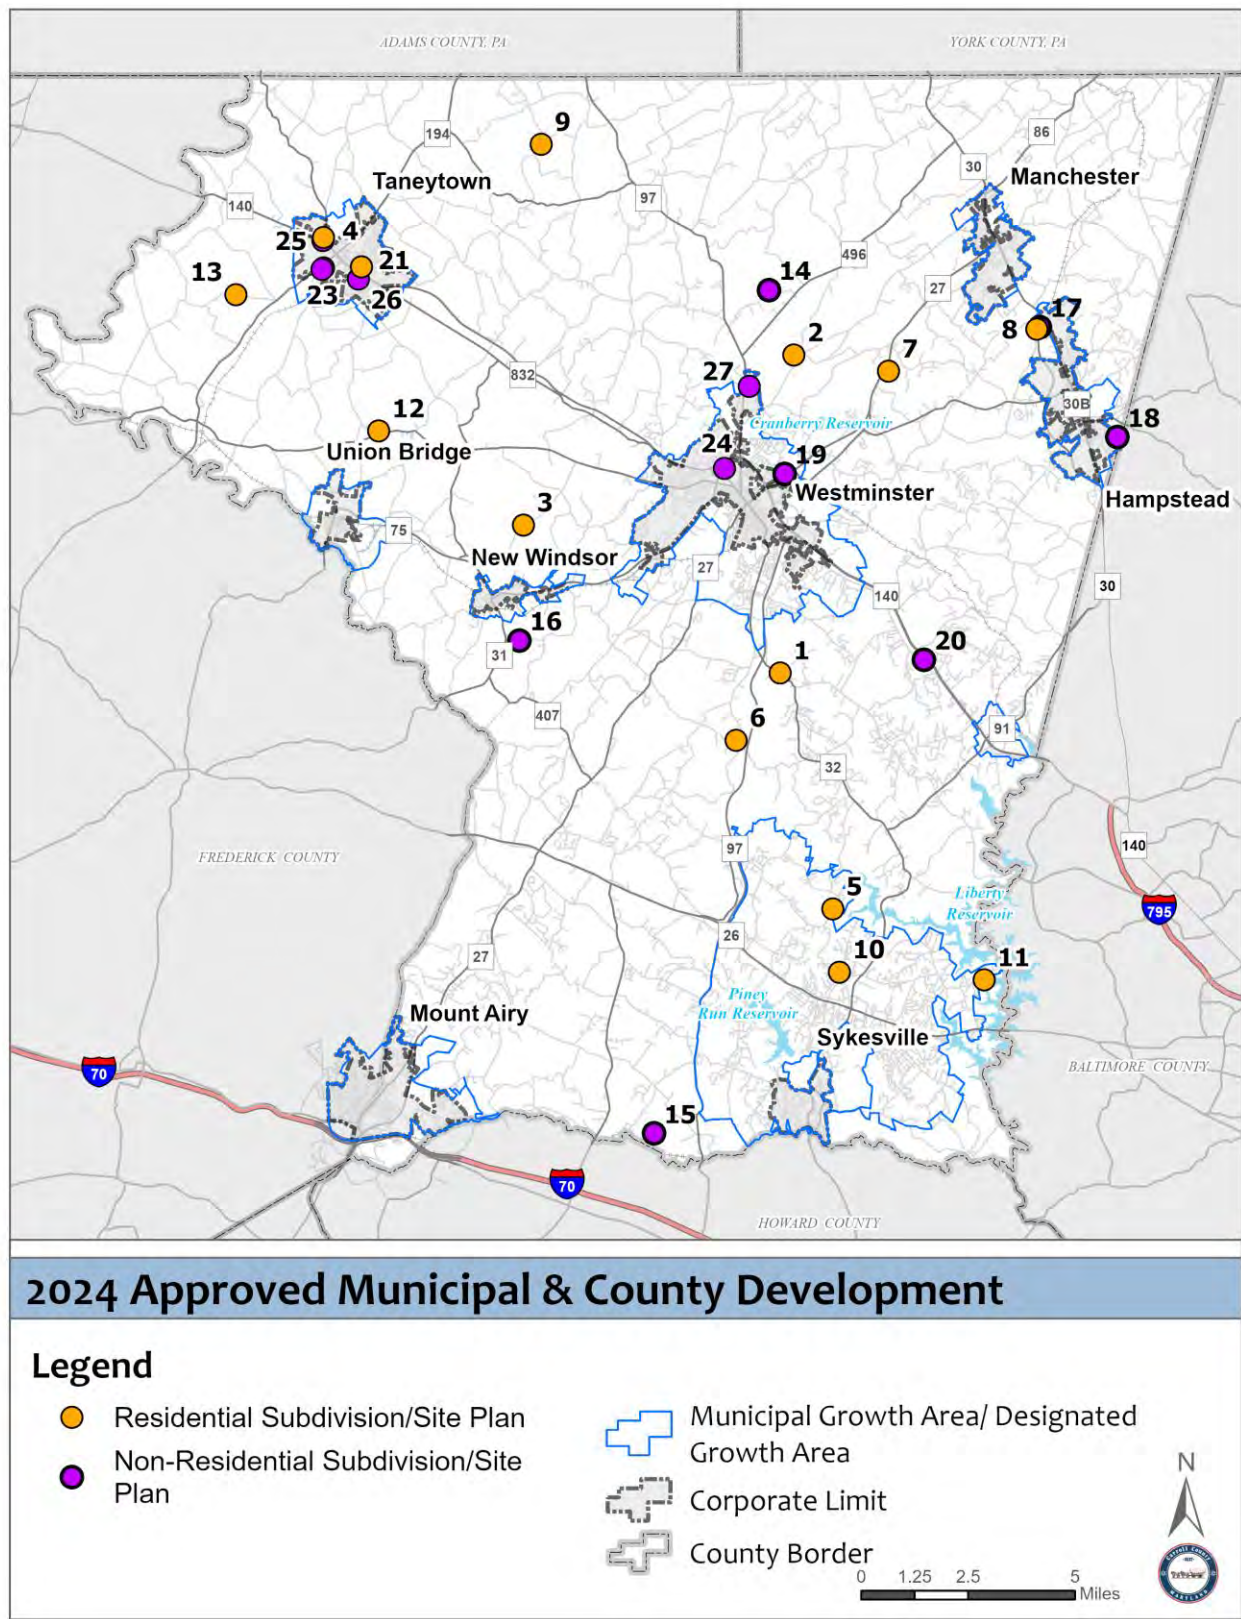 ADAMS COUNTY, PA
YORK COUNTY, PA
9
194
86
30
Manchester
Taneytown
140
97
4
25
496
21
14
13
27
23
26
17
2
8
7
27
832
30B
12
Cranberry Reservoir
18
Union Bridge
24
19
Westminster
Hampstead
3
75
New Windsor
27
30
140
16
20
31
1
407
6
91
32
FREDERICK COUNTY
97
140
5
Liberty
Reservoir
795
26
27
10
11
Piney
Run Reservoir
Mount Airy
Sykesville
70
BALTIMORE COUNTY
15
70
HOWARD COUNTY
2024 Approved Municipal & County Development
Legend
Residential Subdivision/Site Plan
Non-Residential Subdivision/Site
Plan
Municipal Growth Area/ Designated
Growth Area
Corporate Limit
County Border
N
0 1.25 2.5 5
Miles
Carroll County
MARYLAND